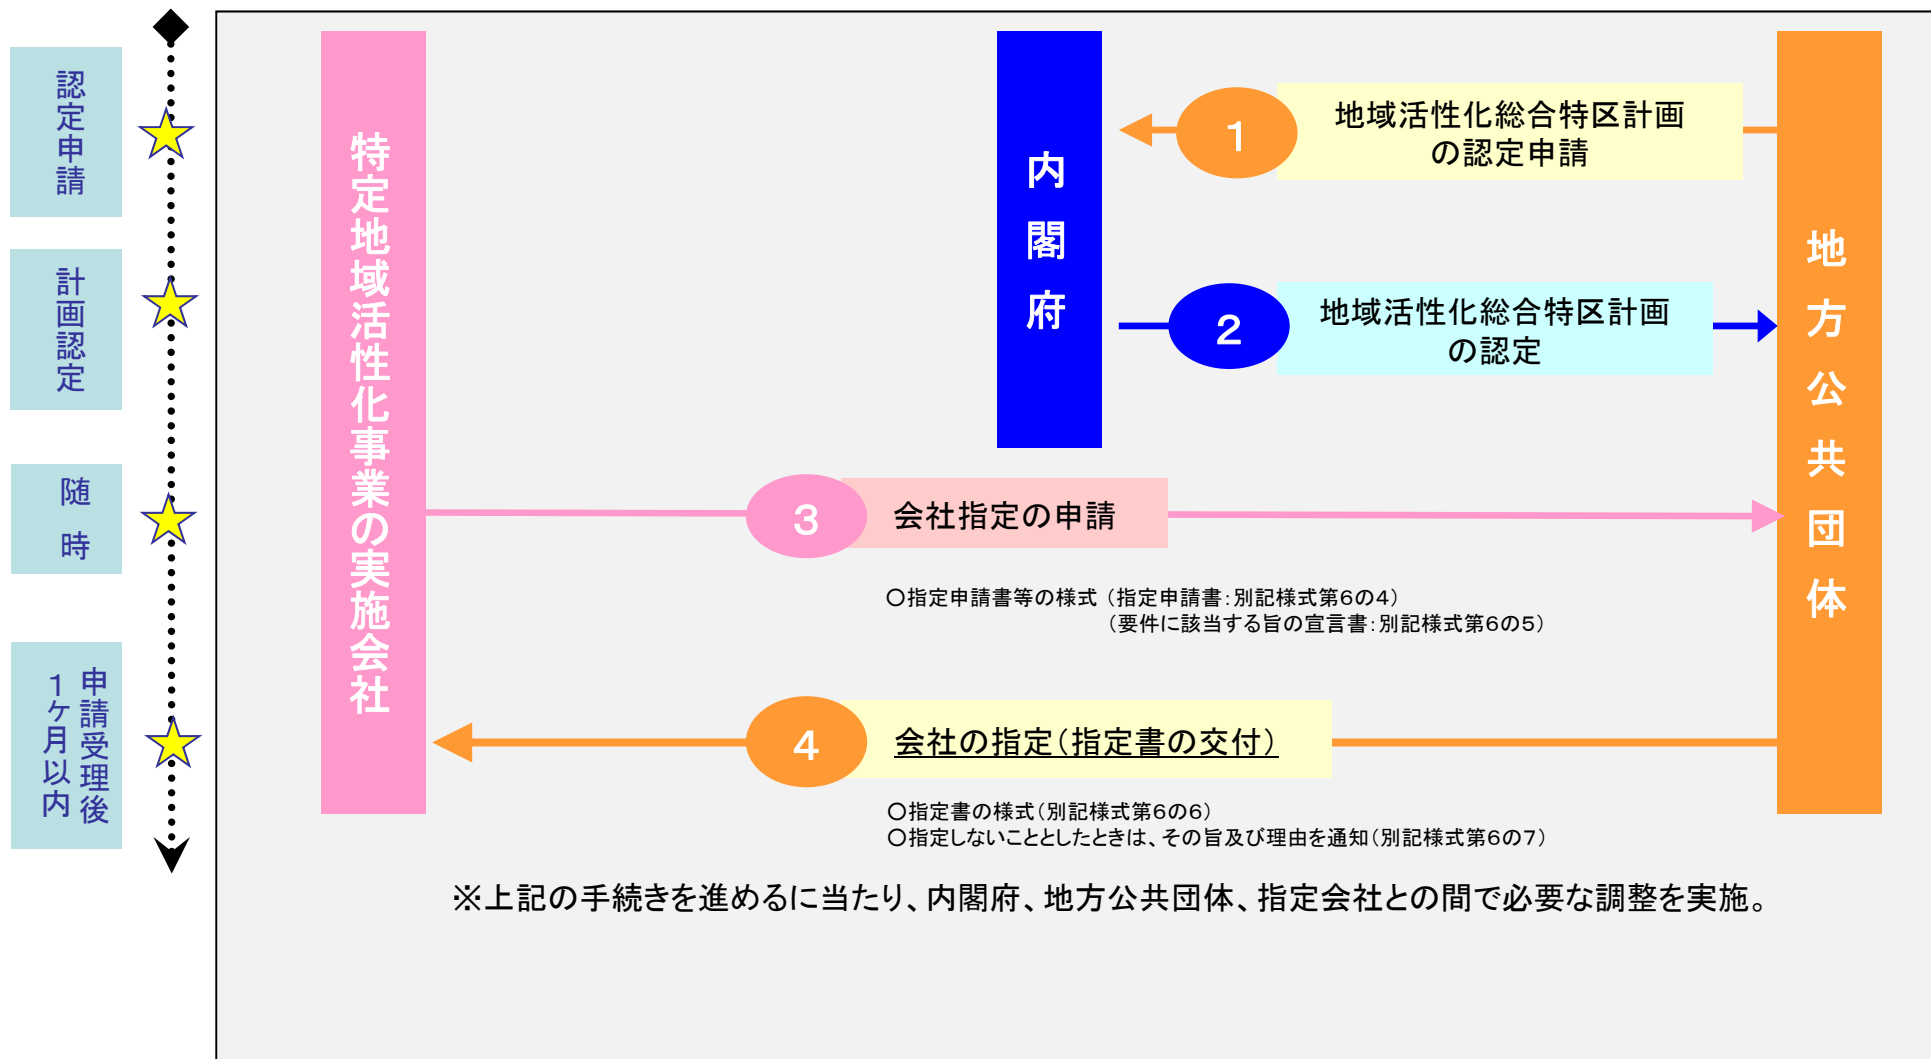 認定申請
計画認定
随時
申請受理後
1ヶ月以内
特定地域活性化事業の実施会社
内閣府
地方公共団体
1
地域活性化総合特区計画
の認定申請
2
地域活性化総合特区計画
の認定
3
会社指定の申請
○指定申請書等の様式（指定申請書：別記様式第6の4）
（要件に該当する旨の宣言書：別記様式第6の5）
4
会社の指定（指定書の交付）
○指定書の様式（別記様式第6の6）
○指定しないこととしたときは、その旨及び理由を通知（別記様式第6の7）
※上記の手続きを進めるに当たり、内閣府、地方公共団体、指定会社との間で必要な調整を実施。